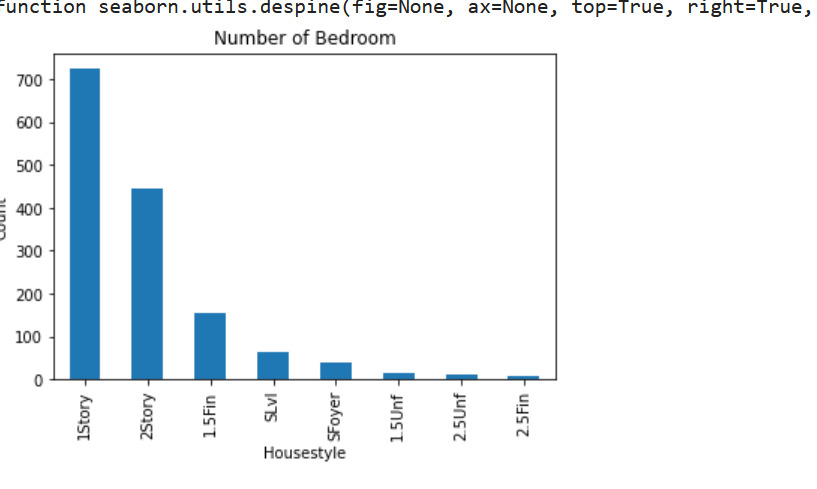 function seaborn.utils.despine(fig=None, ax=None, top=True, right=True,
Number of Bedroom
700
600
500
400
300
200
100
0
Count
1Story
2Story
1.5Fin
SLvl
SFoyer
1.5Unf
2.5Unf
2.5Fin
Housestyle